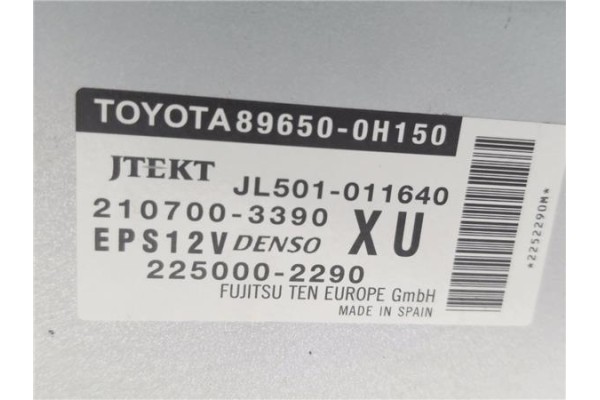 TOYOTA 89650-0H150
JTEKT JL501-011640
210700-3390 XU
EPS12V DENSO
225000-2290
FUJITSU TEN EUROPE GmbH
MADE IN SPAIN
*2252290M*